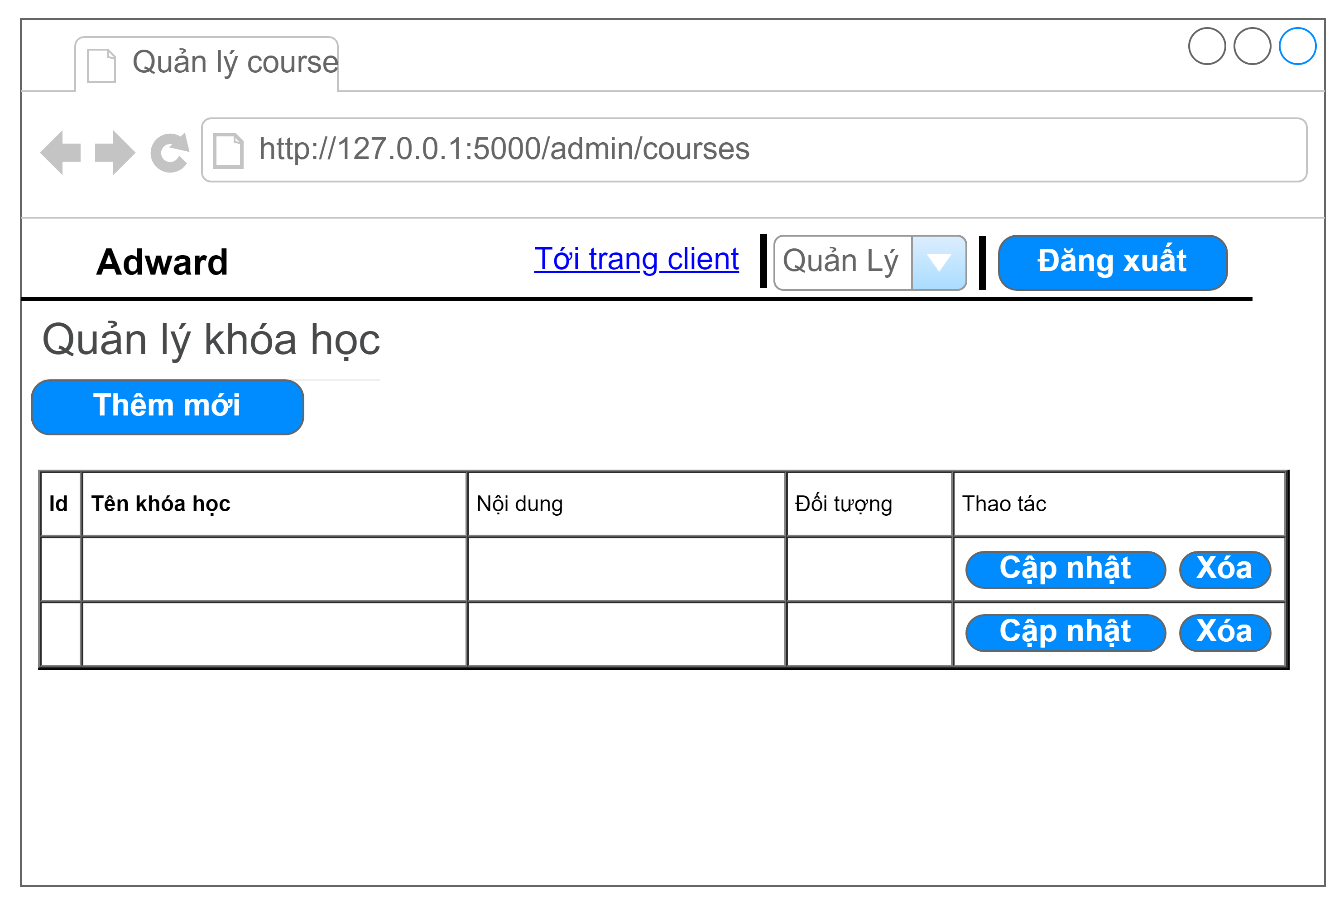 Quản lý course
http://127.0.0.1:5000/admin/courses
Adward
Tới trang client
Quản Lý
Đăng xuất
Quản lý khóa học
Thêm mới
Id Tên khóa học Nội dung Đối tượng Thao tác
Cập nhật Xóa
Cập nhật Xóa